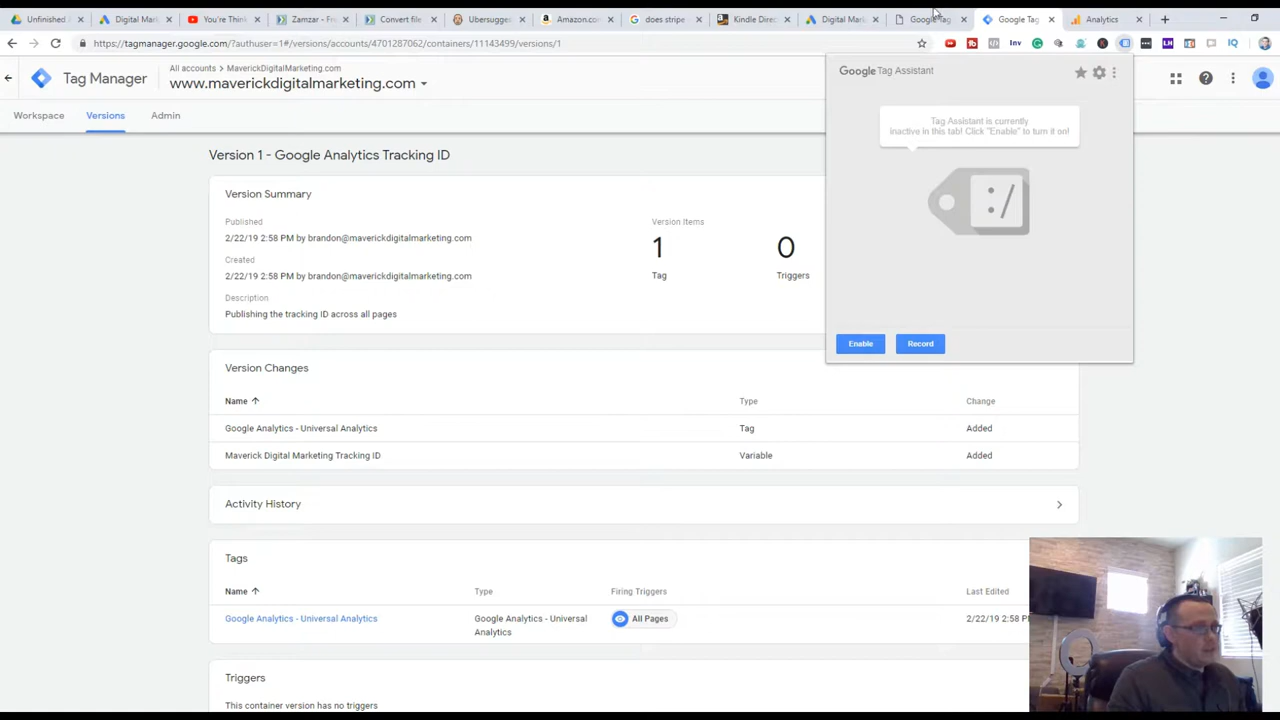 Unfinished A
Digital Mark
You're Think
Zamzar - Fre
Convert file
Ubersugges
Amazon.co
does stripe
Kindle Direc
Digital Mark
Google Tag
Google Tag
Analytics
https://tagmanager.google.com/?authuser=1#/versions/accounts/4701287062/containers/11143499/versions/1
Inv
LH
IQ
Tag Manager
All accounts > MaverickDigitalMarketing.com
www.maverickdigitalmarketing.com
Workspace
Versions
Admin
Google Tag Assistant
Tag Assistant is currently
inactive in this tab! Click "Enable" to turn it on!
Enable
Record
Version 1 - Google Analytics Tracking ID
Version Summary
Published
2/22/19 2:58 PM by brandon@maverickdigitalmarketing.com
Created
2/22/19 2:58 PM by brandon@maverickdigitalmarketing.com
Description
Publishing the tracking ID across all pages
Version Items
1
Tag
0
Triggers
Version Changes
Name Type Change
Google Analytics - Universal Analytics Tag Added
Maverick Digital Marketing Tracking ID Variable Added
Activity History
Tags
Name Type Firing Triggers Last Edited
Google Analytics - Universal Analytics
Google Analytics - Universal
Analytics
All Pages
2/22/19 2:58 P
Triggers
This container version has no triggers